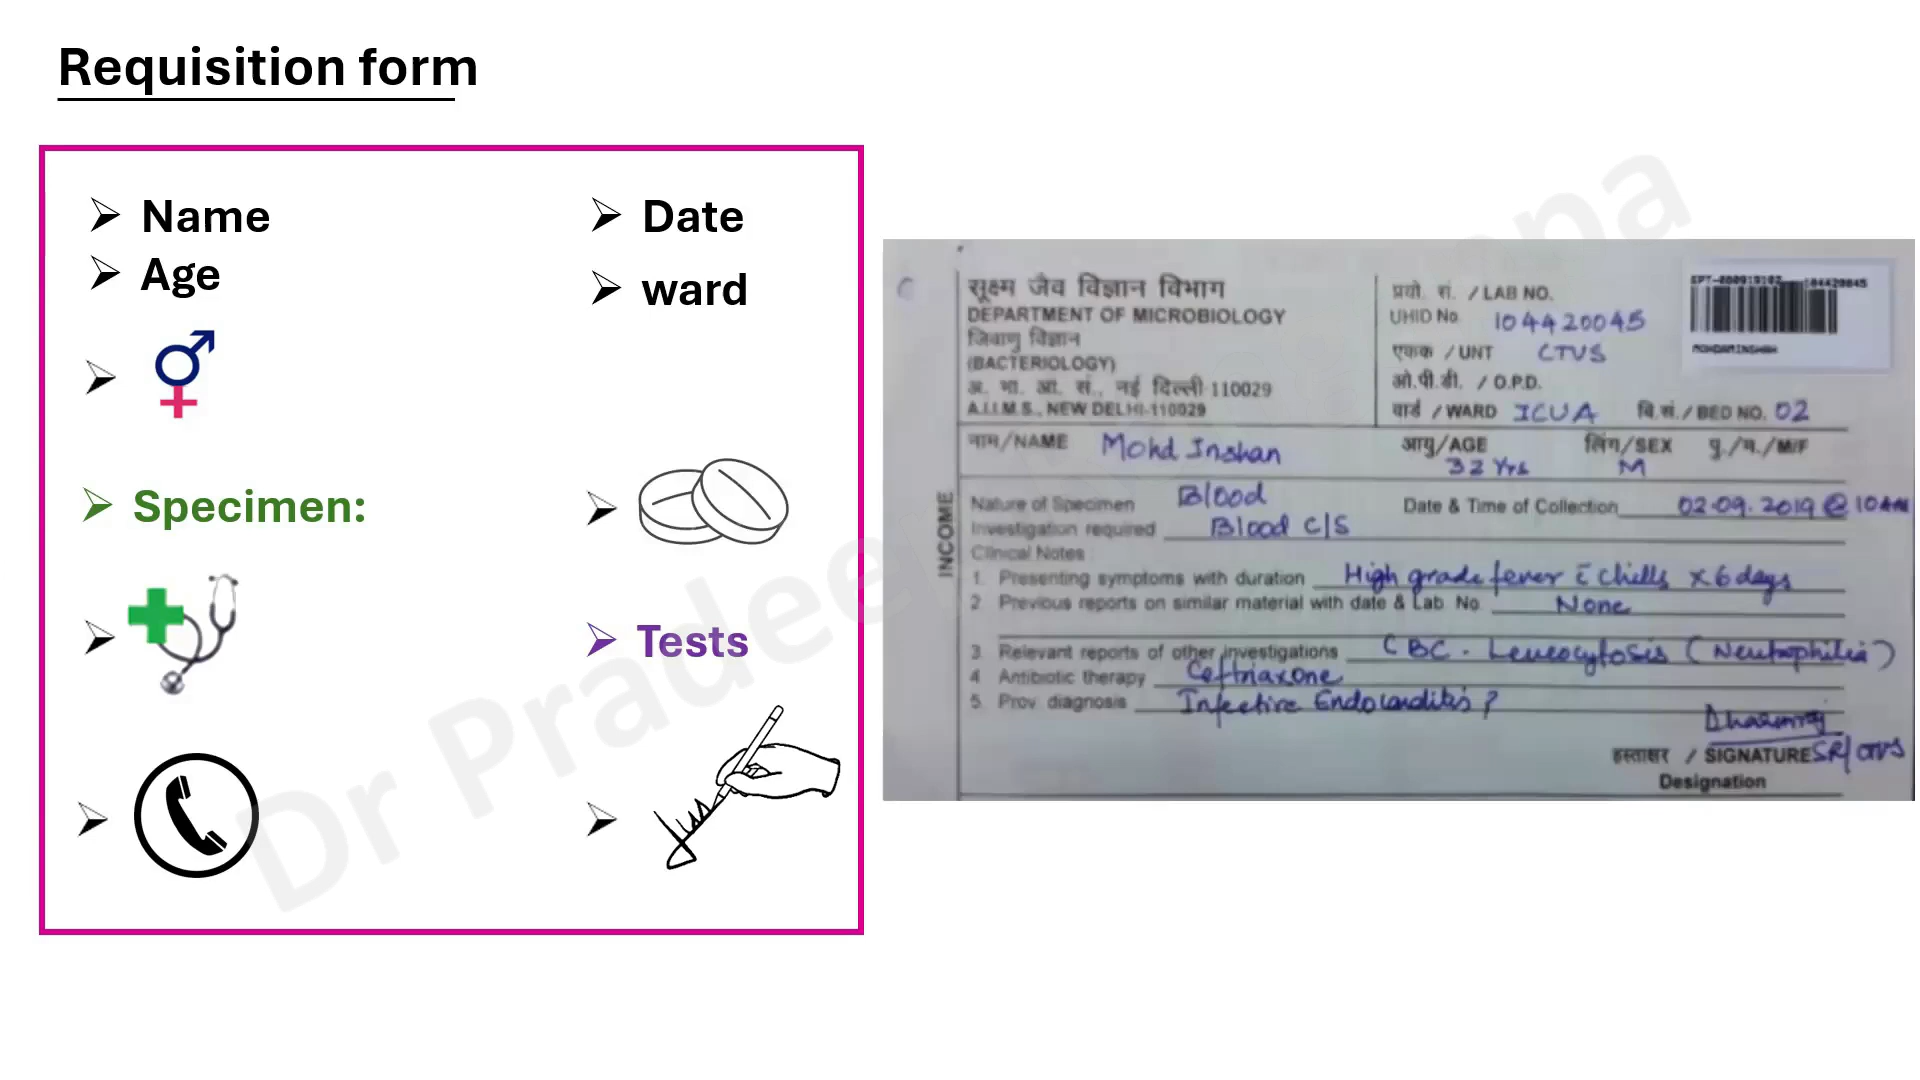 Requisition form
Name
Age
Specimen:
Date
ward
Tests
Dr Pradeep
सूक्ष्म जैव विज्ञान विभाग
DEPARTMENT OF MICROBIOLOGY
जिवाणु विज्ञान
(BACTERIOLOGY)
अ. भा. आ. सं., नई दिल्ली-110029
A.I.I.M.S., NEW DELHI-110029
प्रयो. सं. / LAB NO.
UHID No. 104420045
एकक / UNT CTVS
ओ.पी.डी. / O.P.D.
वार्ड / WARD ICUA बि.सं./ BED NO. 02
104420045
नाम/NAME Mohd Inshan
आयु/AGE 32 Yrs
लिंग/SEX M पु./म./M/F
INCOME
Nature of Specimen Blood
Date & Time of Collection 02.09.2019 @ 10AM
Investigation required Blood C/S
Clinical Notes
1. Presenting symptoms with duration High grade fever c̄ chills x 6 days
2. Previous reports on similar material with date & Lab No. None
3. Relevant reports of other investigations CBC - Leucocytosis (Neutrophilia)
4. Antibiotic therapy Ceftriaxone
5. Prov. diagnosis Infective Endocarditis?
हस्ताक्षर / SIGNATURE SR/CTVS
Designation